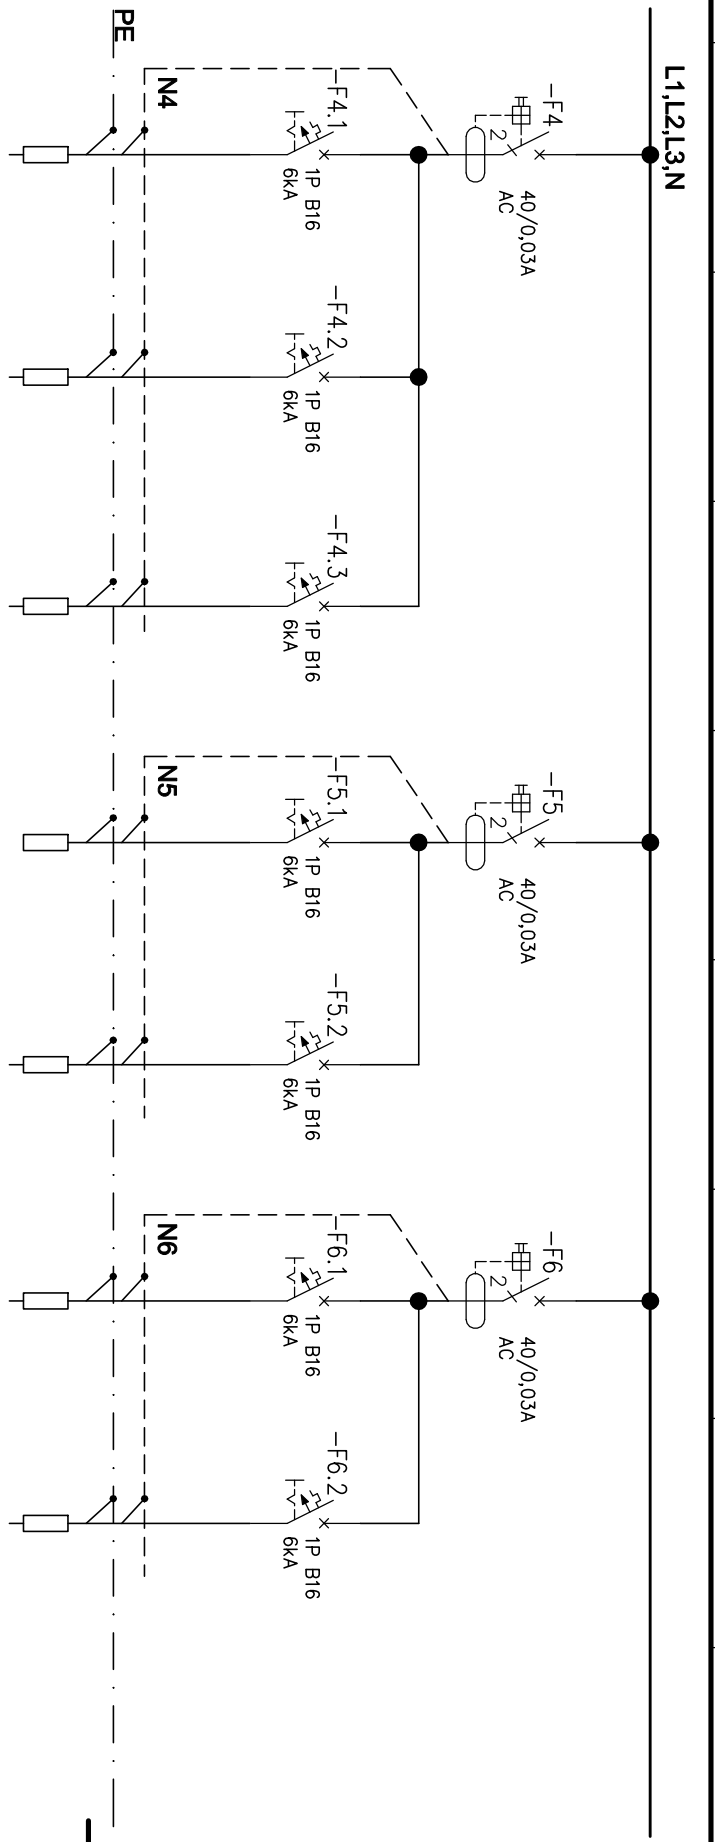 L1,L2,L3,N
-F4
2
40/0,03A
AC
-F5
2
40/0,03A
AC
-F6
2
40/0,03A
AC
-F4.1
1P B16
6kA
-F4.2
1P B16
6kA
-F4.3
1P B16
6kA
-F5.1
1P B16
6kA
-F5.2
1P B16
6kA
-F6.1
1P B16
6kA
-F6.2
1P B16
6kA
N4
N5
N6
PE